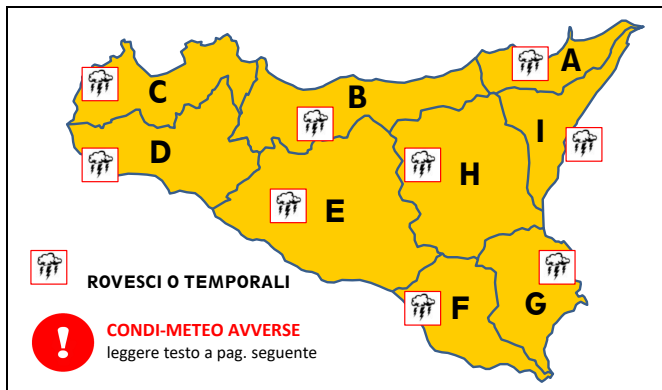 A
C
B
I
D
H
E
F
G
ROVESCI O TEMPORALI
! CONDI-METEO AVVERSE
leggere testo a pag. seguente